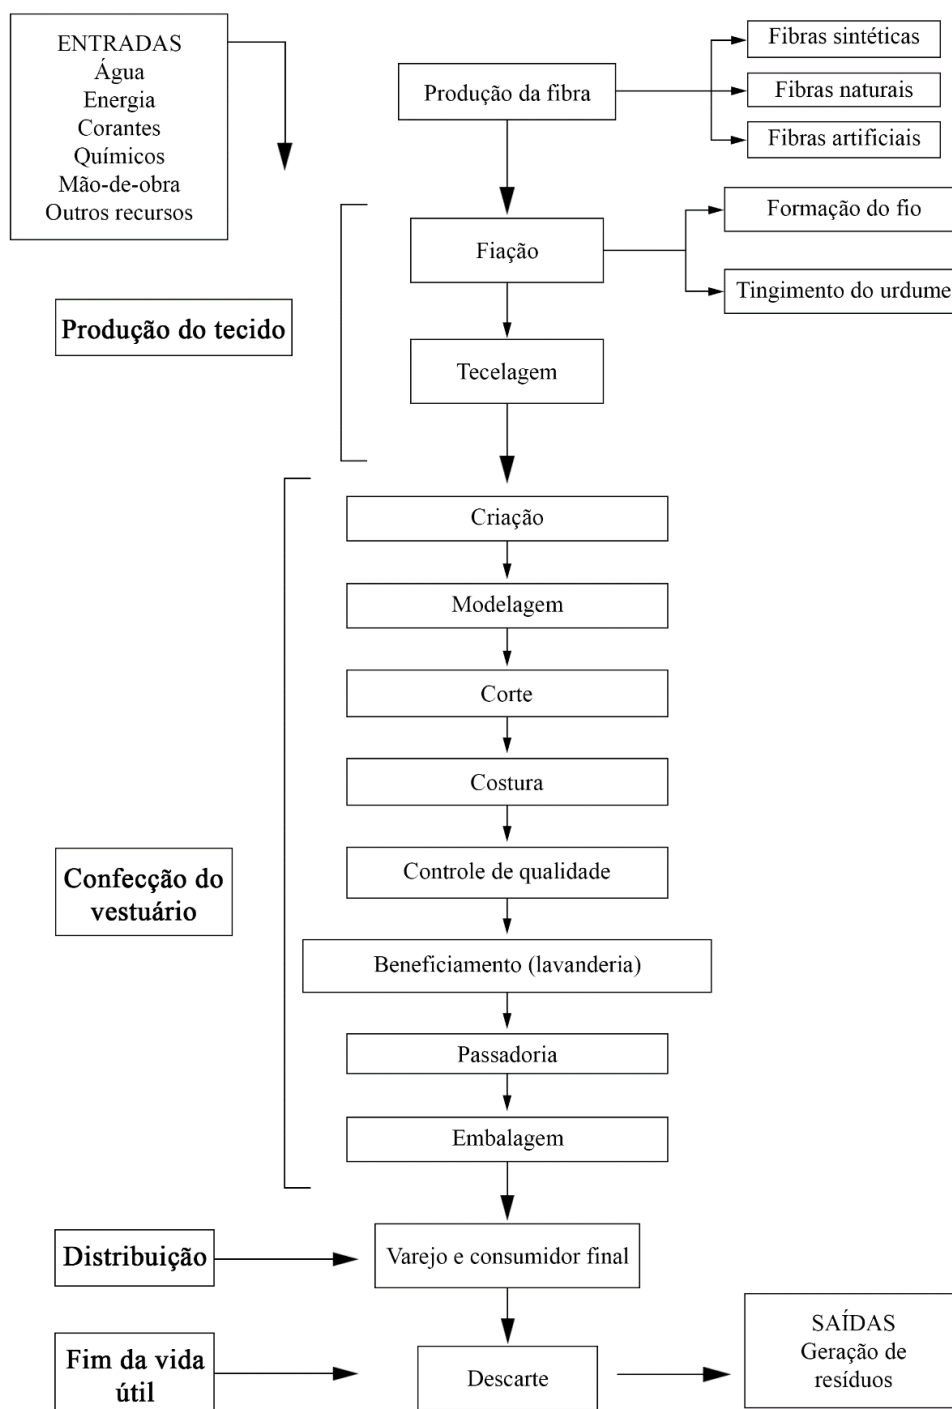 ENTRADAS
Água
Energia
Corantes
Químicos
Mão-de-obra
Outros recursos
Produção da fibra
Fibras sintéticas
Fibras naturais
Fibras artificiais
Produção do tecido
Fiação
Formação do fio
Tingimento do urdume
Tecelagem
Confecção do
vestuário
Criação
Modelagem
Corte
Costura
Controle de qualidade
Beneficiamento (lavanderia)
Passadoria
Embalagem
Distribuição
Varejo e consumidor final
Fim da vida
útil
Descarte
SAÍDAS
Geração de
resíduos